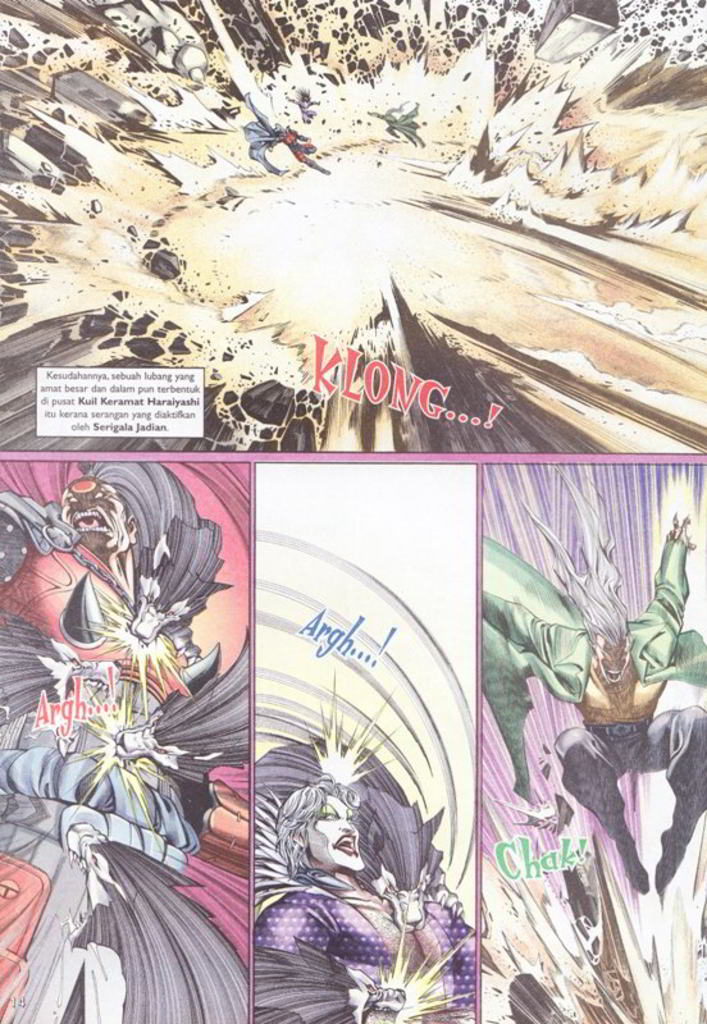 KLONG...!
Kesudahannya, sebuah lubang yang
amat besar dan dalam pun terbentuk
di pusat Kuil Keramat Haraiyashi
itu kerana serangan yang diaktifkan
oleh Serigala Jadian.
Argh....!
Argh....!
Chak!
14